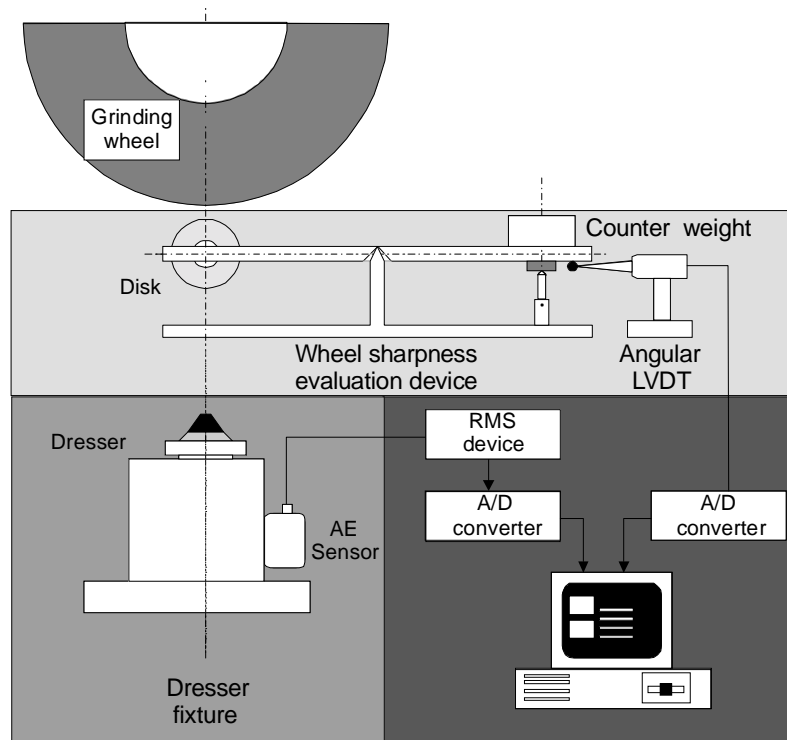 Grinding
wheel
Counter weight
Disk
Wheel sharpness
evaluation device
Angular
LVDT
Dresser
RMS
device
A/D
converter
A/D
converter
AE
Sensor
Dresser
fixture